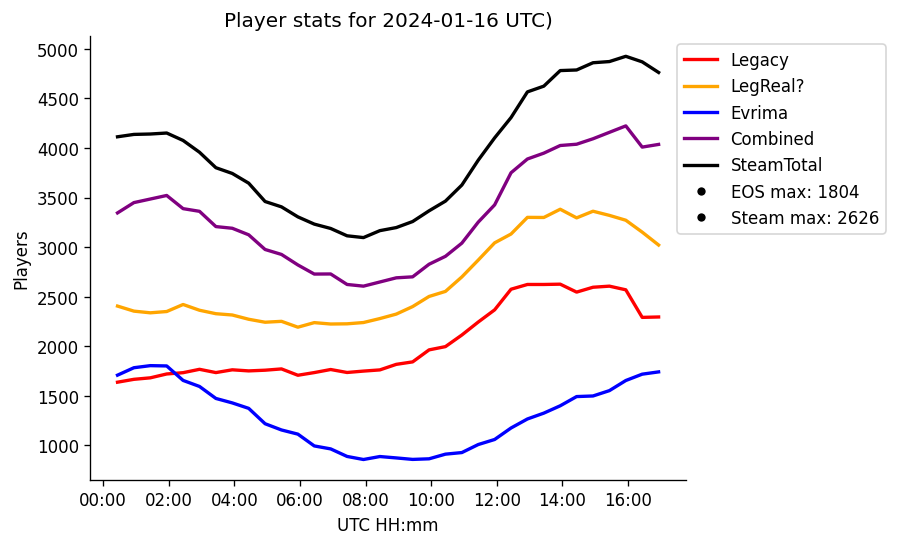 Player stats for 2024-01-16 UTC)
5000
4500
4000
3500
3000
2500
2000
1500
1000
Players
00:00 02:00 04:00 06:00 08:00 10:00 12:00 14:00 16:00
UTC HH:mm
Legacy
LegReal?
Evrima
Combined
SteamTotal
EOS max: 1804
Steam max: 2626